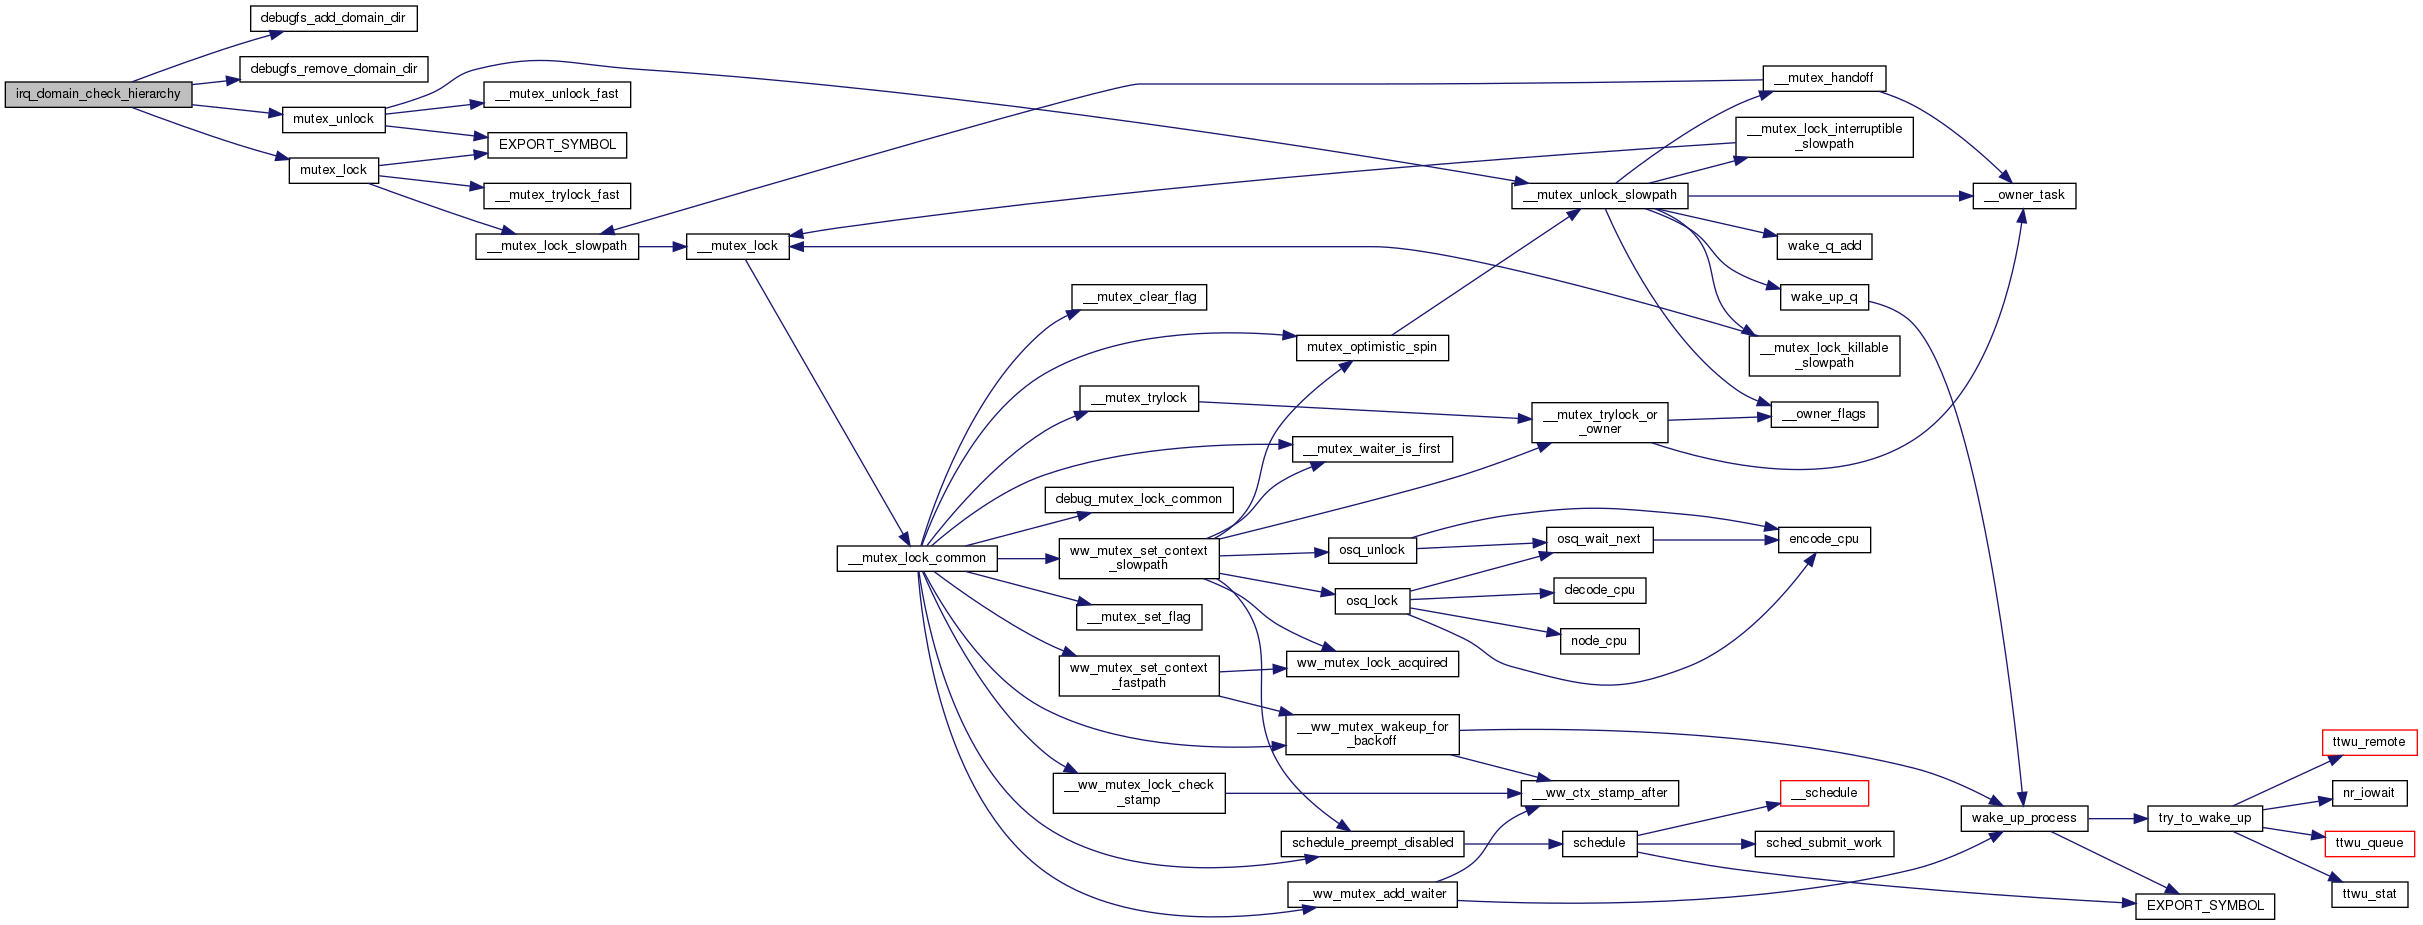 debugfs_add_domain_dir
debugfs_remove_domain_dir
irq_domain_check_hierarchy
mutex_unlock
mutex_lock
__mutex_unlock_fast
EXPORT_SYMBOL
__mutex_trylock_fast
__mutex_lock_slowpath
__mutex_lock
__mutex_lock_common
__mutex_clear_flag
__mutex_trylock
debug_mutex_lock_common
ww_mutex_set_context
_slowpath
__mutex_set_flag
ww_mutex_set_context
_fastpath
__ww_mutex_lock_check
_stamp
mutex_optimistic_spin
__mutex_waiter_is_first
osq_unlock
osq_lock
ww_mutex_lock_acquired
__ww_mutex_wakeup_for
_backoff
schedule_preempt_disabled
__ww_mutex_add_waiter
__mutex_unlock_slowpath
__mutex_trylock_or
_owner
osq_wait_next
decode_cpu
node_cpu
__ww_ctx_stamp_after
schedule
__mutex_handoff
__mutex_lock_interruptible
_slowpath
wake_q_add
wake_up_q
__mutex_lock_killable
_slowpath
__owner_flags
encode_cpu
__schedule
sched_submit_work
__owner_task
wake_up_process
try_to_wake_up
EXPORT_SYMBOL
ttwu_remote
nr_iowait
ttwu_queue
ttwu_stat